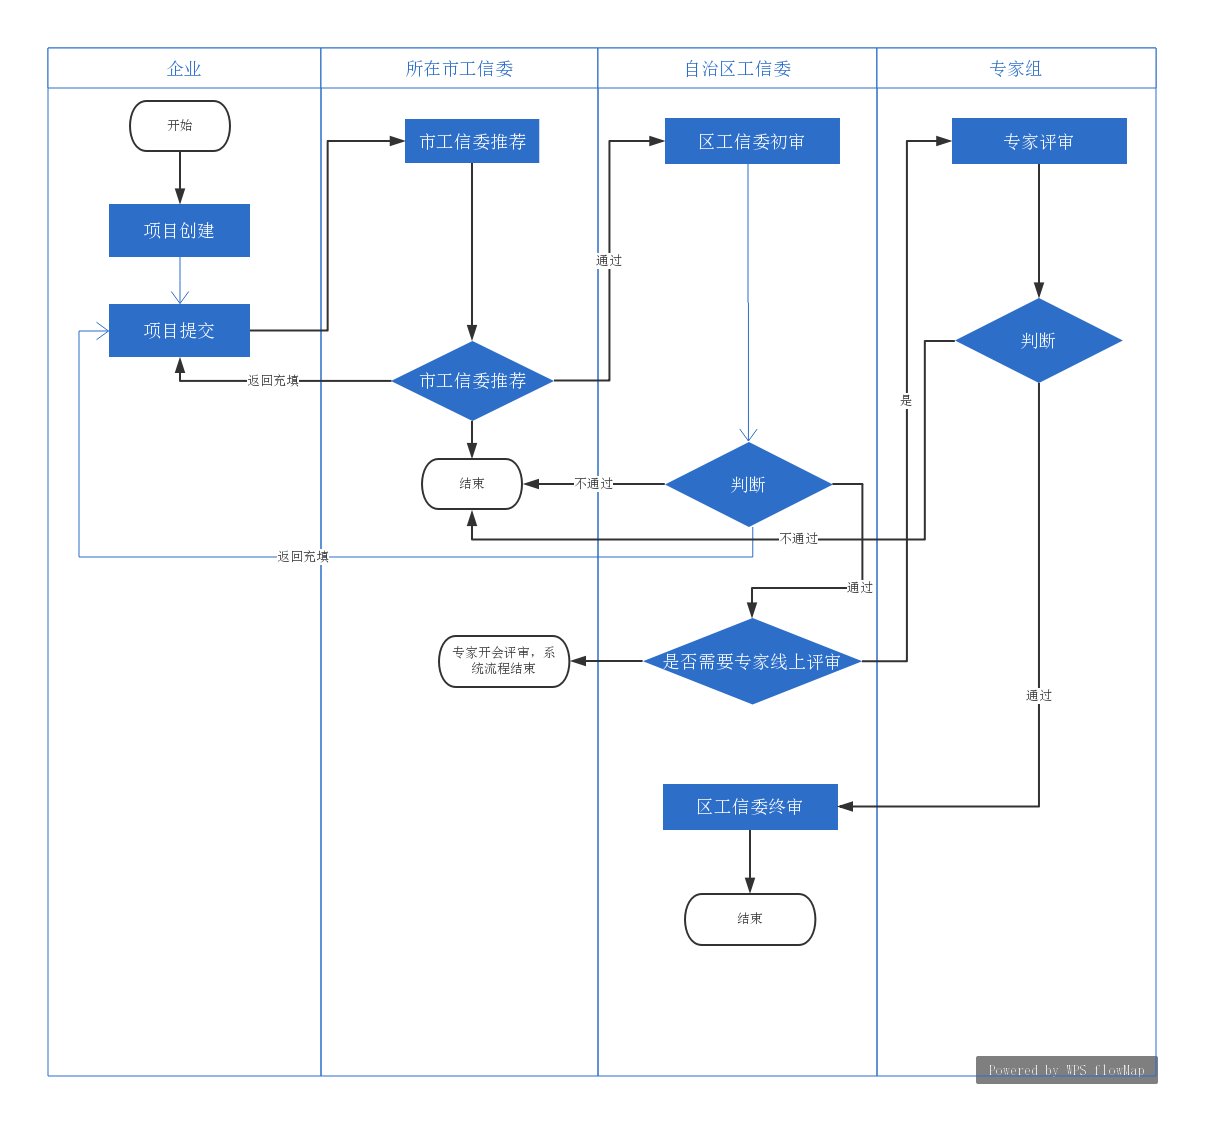 企业
所在市工信委
自治区工信委
专家组
开始
市工信委推荐
区工信委初审
专家评审
项目创建
通过
项目提交
判断
返回充填
市工信委推荐
是
结束
不通过
判断
不通过
返回充填
通过
专家开会评审，系
统流程结束
是否需要专家线上评审
通过
区工信委终审
结束
Powered by WPS flowMap